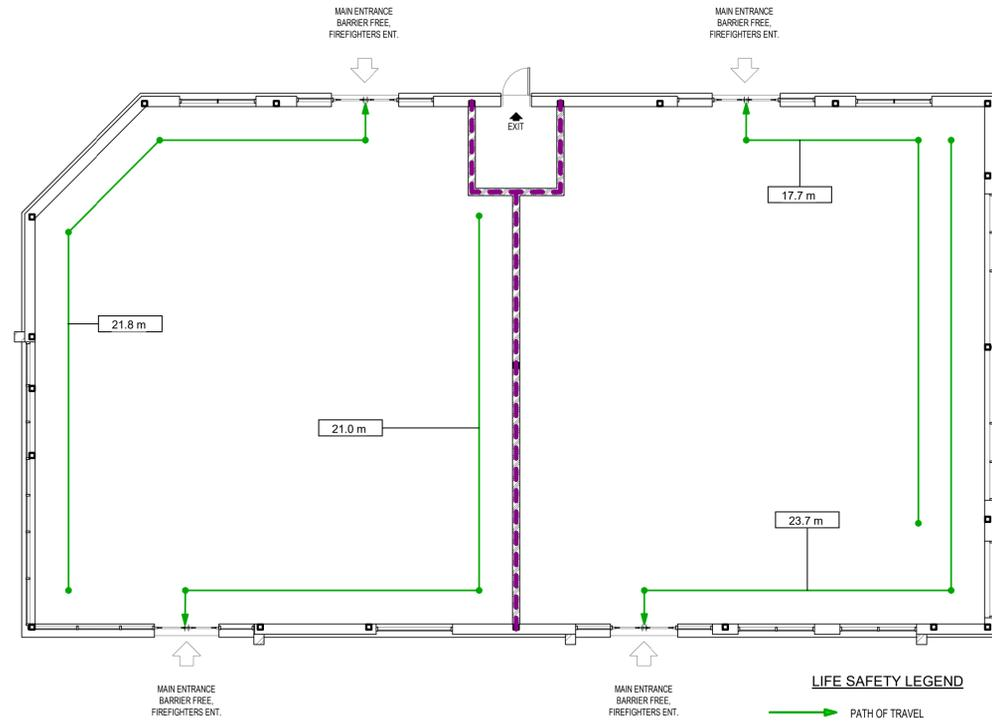 MAIN ENTRANCE
BARRIER FREE,
FIREFIGHTERS ENT.
MAIN ENTRANCE
BARRIER FREE,
FIREFIGHTERS ENT.
EXIT
17.7 m
21.8 m
21.0 m
23.7 m
MAIN ENTRANCE
BARRIER FREE,
FIREFIGHTERS ENT.
MAIN ENTRANCE
BARRIER FREE,
FIREFIGHTERS ENT.
LIFE SAFETY LEGEND
PATH OF TRAVEL